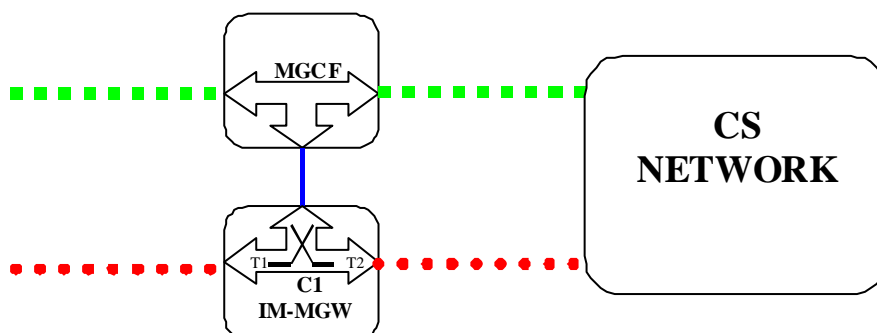 MGCF
CS
NETWORK
T1 T2
C1
IM-MGW